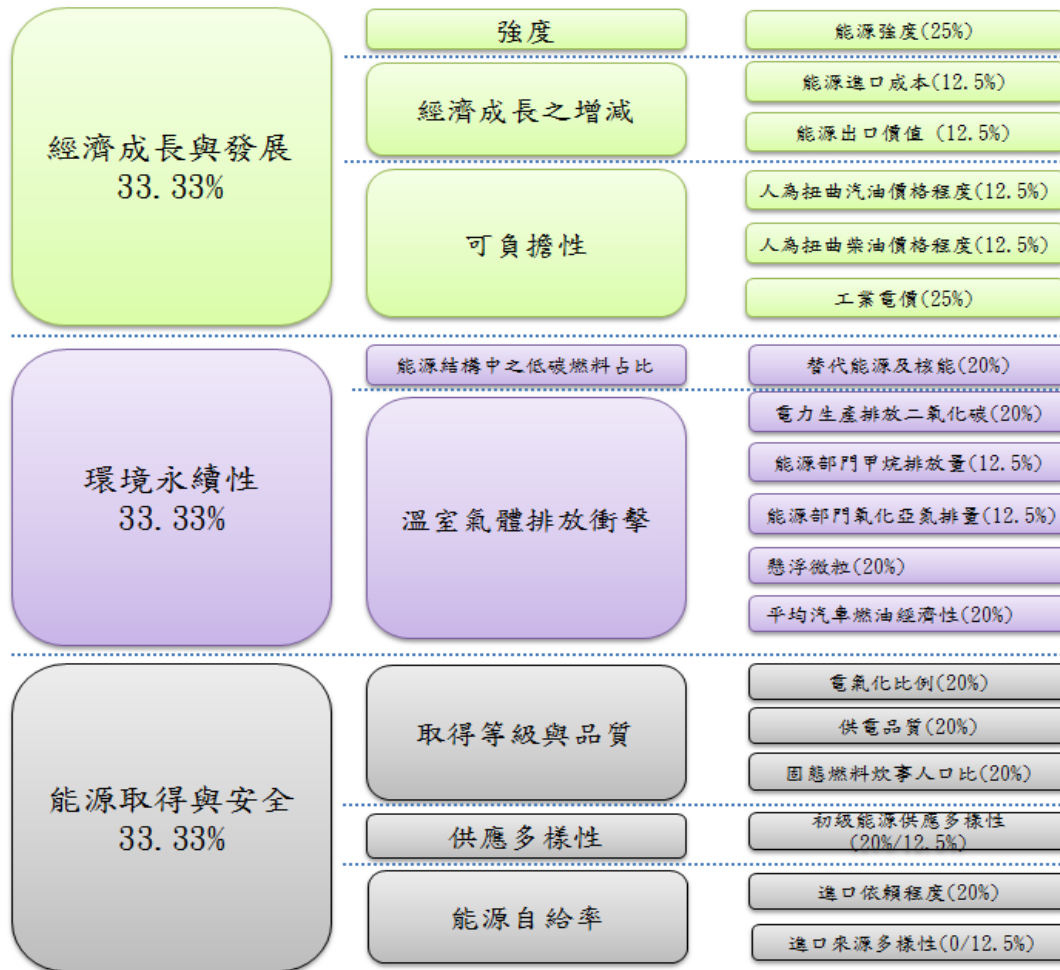 經濟成長與發展
33.33%
強度
能源強度(25%)
經濟成長之增減
能源進口成本(12.5%)
能源出口價值 (12.5%)
可負擔性
人為扭曲汽油價格程度(12.5%)
人為扭曲柴油價格程度(12.5%)
工業電價(25%)
環境永續性
33.33%
能源結構中之低碳燃料占比
替代能源及核能(20%)
溫室氣體排放衝擊
電力生產排放二氧化碳(20%)
能源部門甲烷排放量(12.5%)
能源部門氧化亞氮排量(12.5%)
懸浮微粒(20%)
平均汽車燃油經濟性(20%)
能源取得與安全
33.33%
取得等級與品質
電氣化比例(20%)
供電品質(20%)
固態燃料炊事人口比(20%)
供應多樣性
初級能源供應多樣性
(20%/12.5%)
能源自給率
進口依賴程度(20%)
進口來源多樣性(0/12.5%)